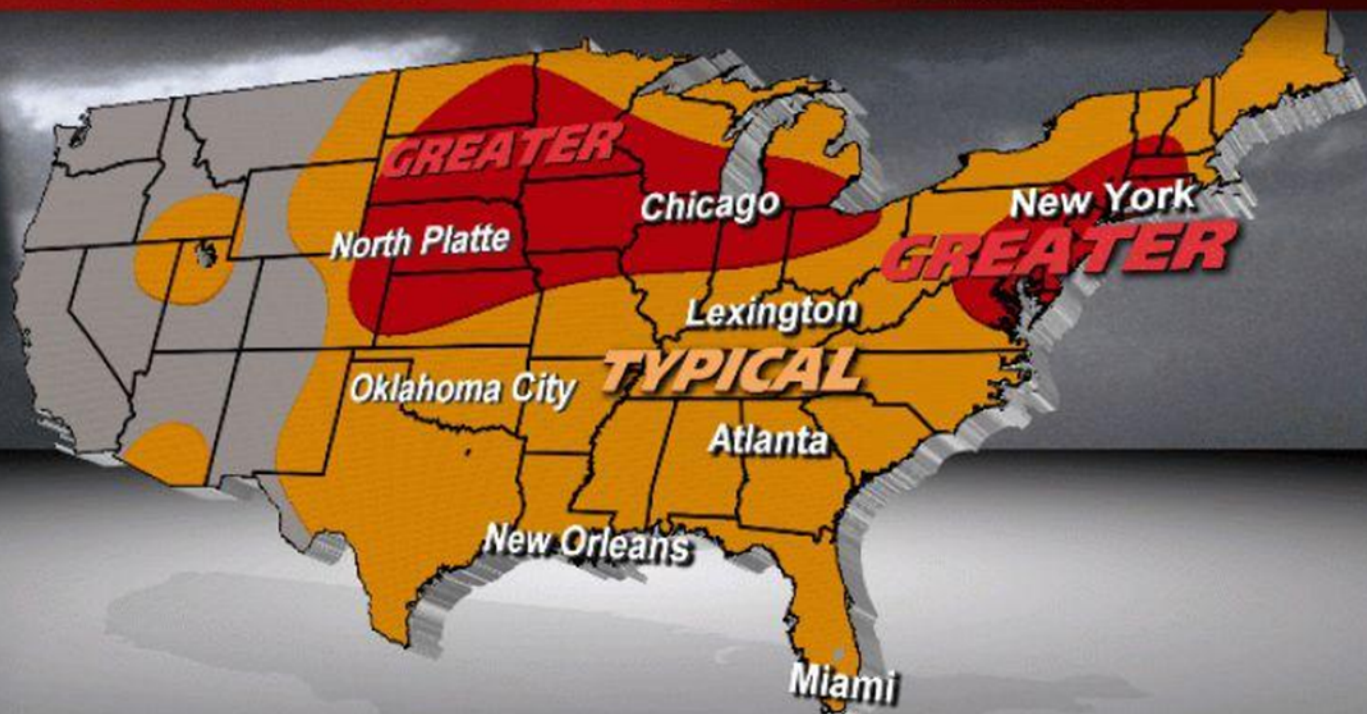 GREATER
Chicago
New York
North Platte
GREATER
Lexington
TYPICAL
Oklahoma City
Atlanta
New Orleans
Miami